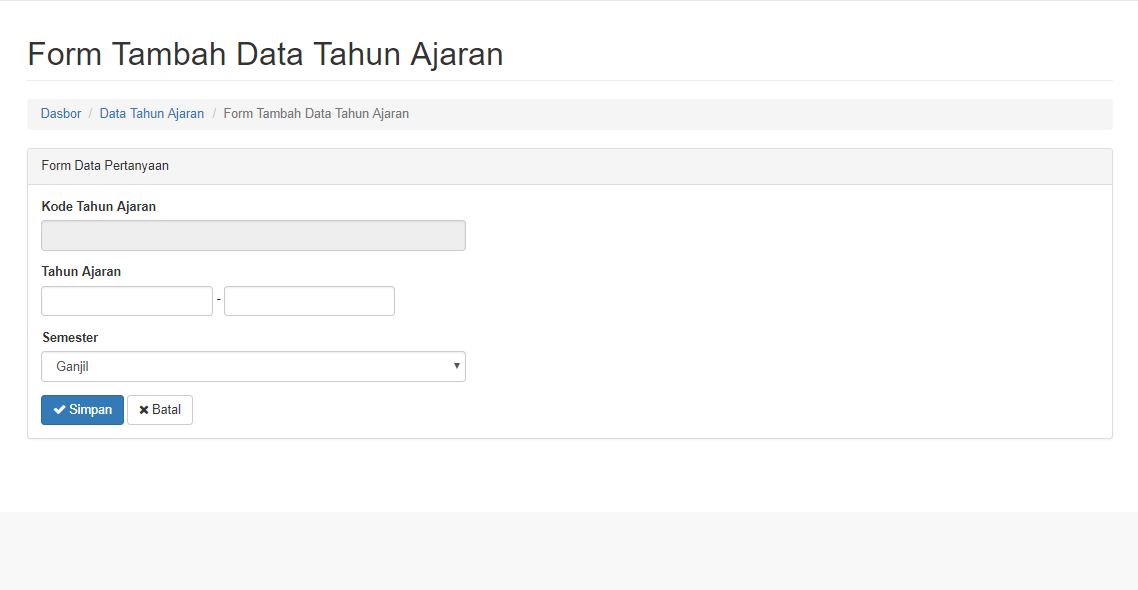 Form Tambah Data Tahun Ajaran
Dasbor / Data Tahun Ajaran / Form Tambah Data Tahun Ajaran
Form Data Pertanyaan
Kode Tahun Ajaran
Tahun Ajaran
-
Semester
Ganjil
Simpan Batal